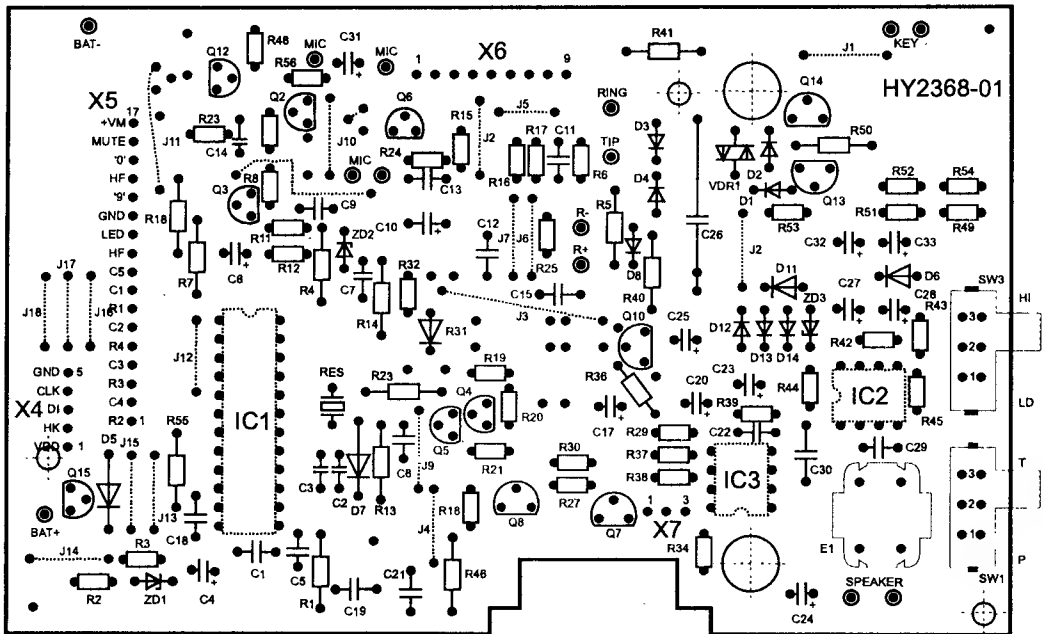 BAT-
Q12
R48
MIC
C31
MIC
R56
X6
1
9
R41
J1
KEY
HY2368-01
X5
17
+VM
MUTE
'0'
HF
'9'
GND
LED
HF
C5
C1
R1
C2
R4
C3
R3
C4
R2
1
J11
R23
C14
Q2
J10
Q6
R15
J2
J5
RING
TIP
R17
C11
R16
R6
D3
D4
VDR1
D2
D1
Q14
R50
Q13
R53
R52
R54
R51
R49
R24
C13
MIC
Q3
R8
C9
R18
R11
R12
R7
C8
R4
ZD2
C7
R14
R32
C10
C12
J7
J6
R25
R5
R-
R+
D8
R40
C26
J2
C32
C33
D11
D6
C27
C28
ZD3
R43
SW3
HI
LD
3
2
1
J17
J18
J16
J12
R31
J3
C15
Q10
C25
D12
D13
D14
R42
GND
5
CLK
DI
HK
VDD
1
X4
IC1
RES
R23
R19
Q4
R20
Q5
R21
R36
C17
C20
C23
R39
C22
R44
IC2
R45
D5
J15
R55
Q15
J13
C18
BAT+
C3
C2
D7
R13
C8
J9
J4
R18
Q8
R30
R27
R29
R37
R38
Q7
1
3
X7
IC3
C30
C29
T
3
2
1
P
SW1
J14
R3
R2
ZD1
C4
C1
C5
R1
C19
C21
R46
R34
E1
SPEAKER
C24